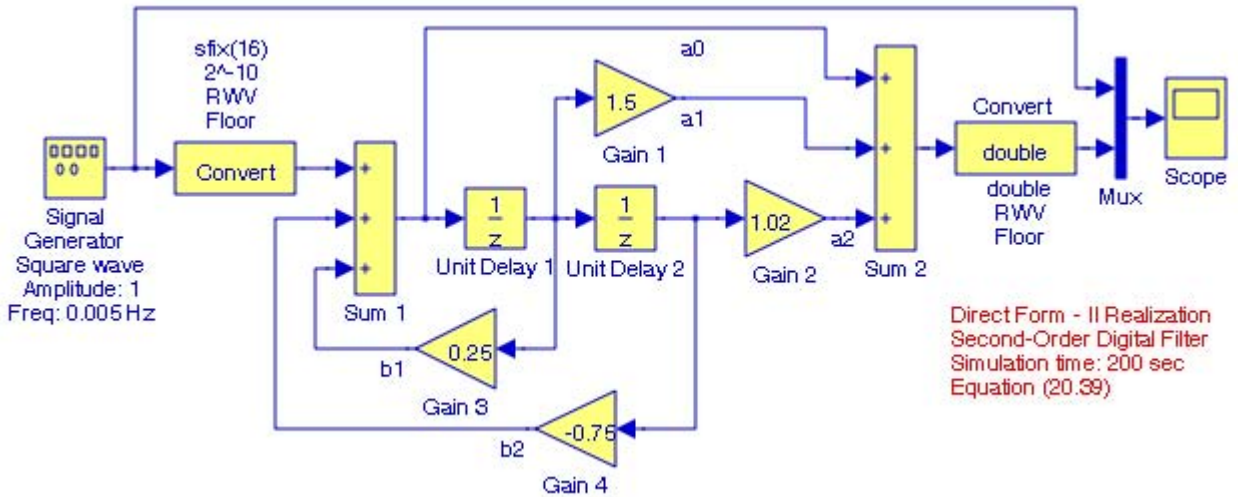 sfix(16)
2^-10
RWV
Floor
Convert
Signal
Generator
Square wave
Amplitude: 1
Freq: 0.005 Hz
+
+
+
Sum 1
1
z
Unit Delay 1
1
z
Unit Delay 2
1.5
Gain 1
a0
a1
1.02
Gain 2
a2
+
+
+
Sum 2
0.25
b1
Gain 3
-0.75
b2
Gain 4
Convert
double
double
RWV
Floor
Mux
Scope
Direct Form - II Realization
Second-Order Digital Filter
Simulation time: 200 sec
Equation (20.39)